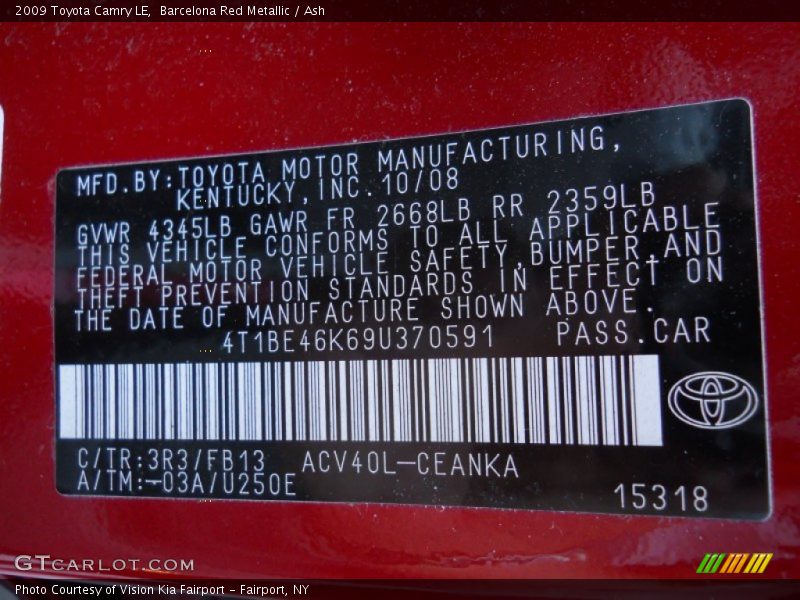 2009 Toyota Camry LE,  Barcelona Red Metallic / Ash
MFD.BY:TOYOTA MOTOR MANUFACTURING,
KENTUCKY,INC.10/08
GVWR 4345LB GAWR FR 2668LB RR 2359LB
THIS VEHICLE CONFORMS TO ALL APPLICABLE
FEDERAL MOTOR VEHICLE SAFETY,BUMPER,AND
THEFT PREVENTION STANDARDS IN EFFECT ON
THE DATE OF MANUFACTURE SHOWN ABOVE.
4T1BE46K69U370591 PASS.CAR
C/TR:3R3/FB13 ACV40L-CEANKA
A/TM:-03A/U250E
15318
GTCARLOT.COM
Photo Courtesy of Vision Kia Fairport - Fairport, NY